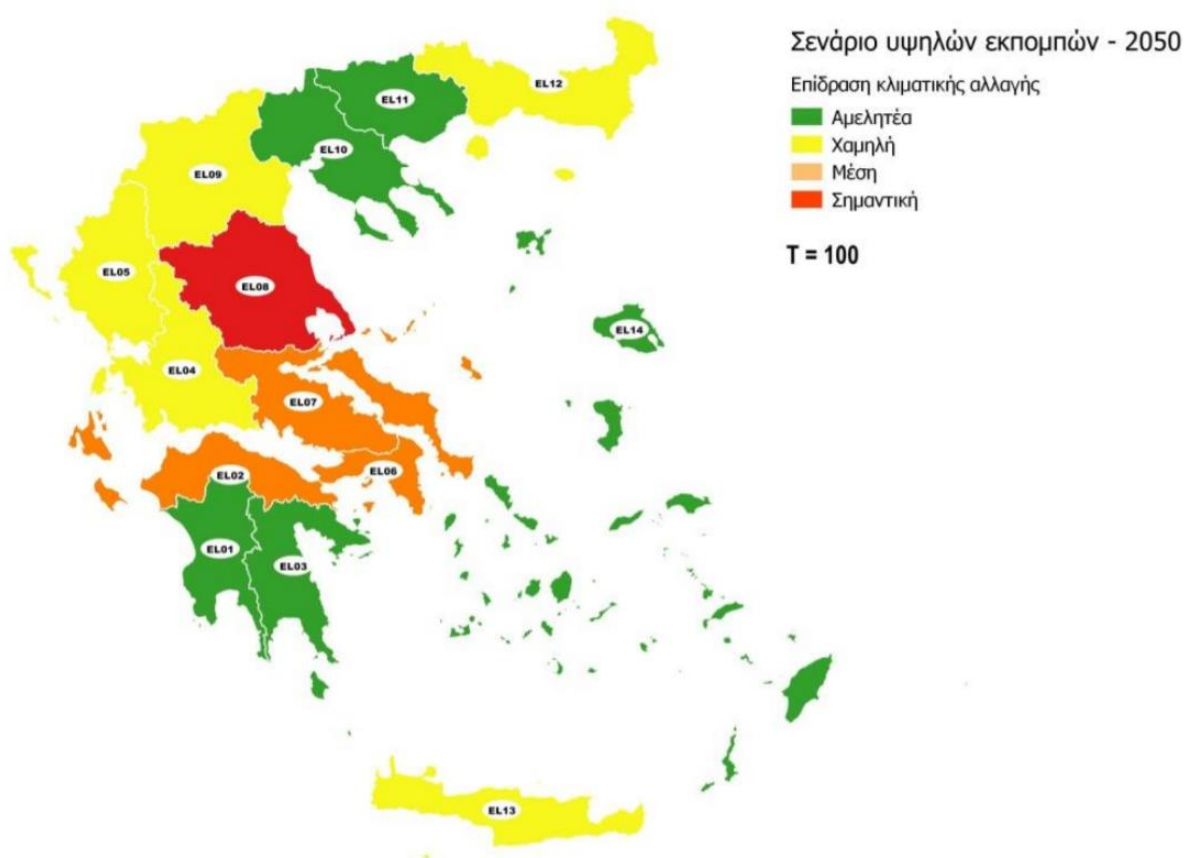 Σενάριο υψηλών εκπομπών - 2050
Επίδραση κλιματικής αλλαγής
Αμελητέα
Χαμηλή
Μέση
Σημαντική
T = 100
EL12
EL11
EL10
EL09
EL05
EL08
EL14
EL04
EL07
EL06
EL02
EL01
EL03
EL13